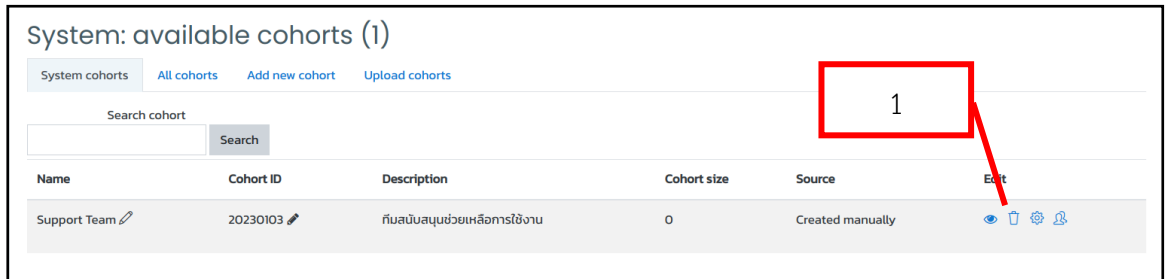 System: available cohorts (1)
System cohorts All cohorts Add new cohort Upload cohorts
1
Search cohort
Search
Name Cohort ID Description Cohort size Source Edit
Support Team 20230103 ทีมสนับสนุนช่วยเหลือการใช้งาน 0 Created manually